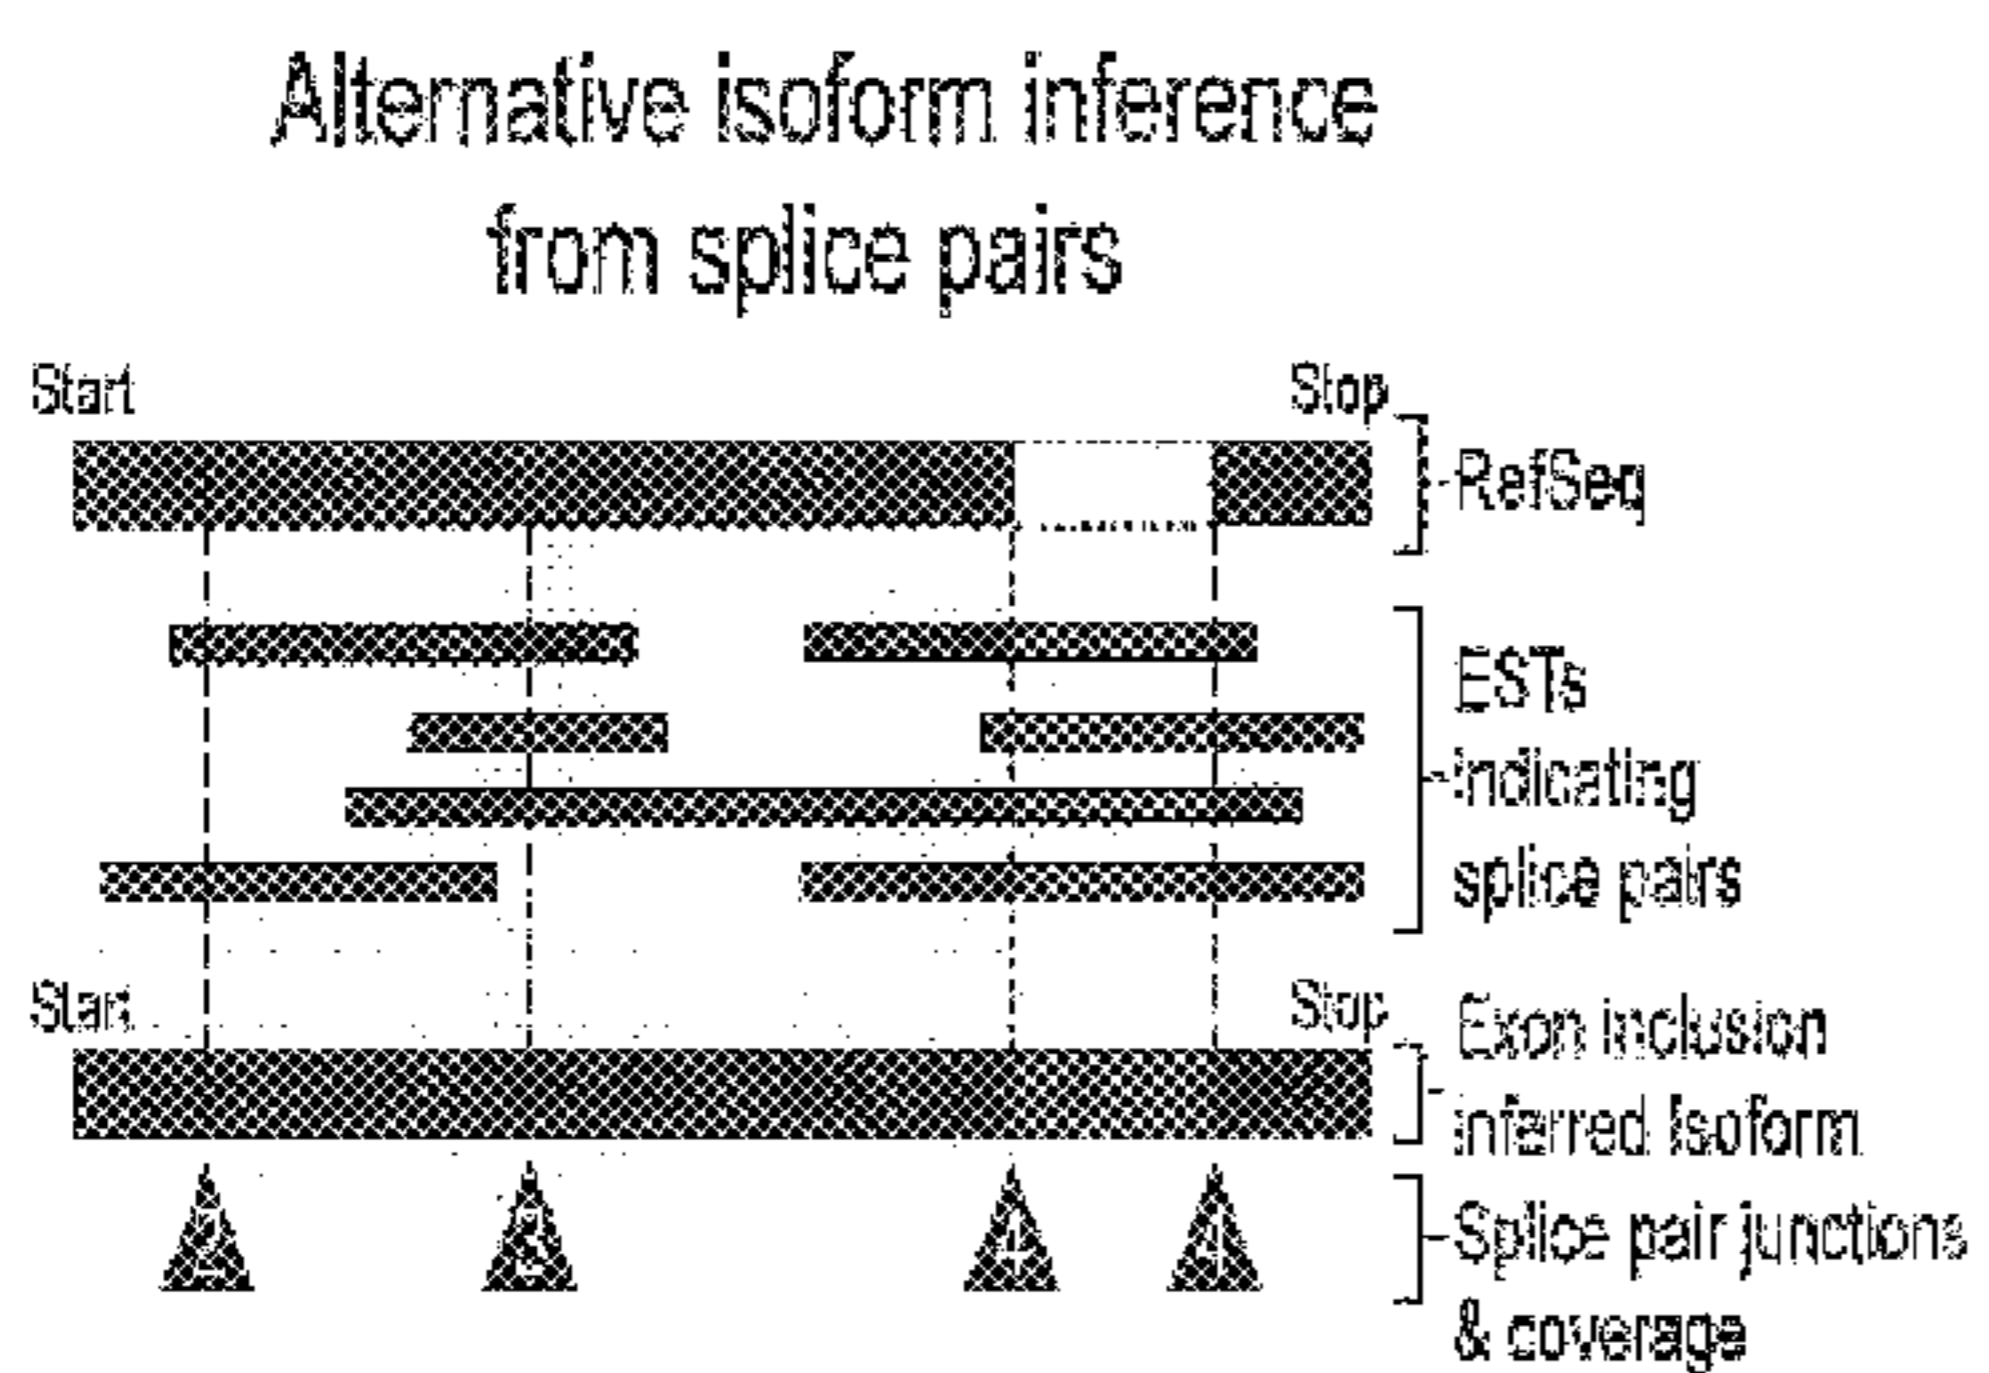 Alternative isoform inference
from splice pairs
Start
Stop
RefSeq
ESTs
indicating
splice pairs
Start
Stop
Exon inclusion
inferred Isoform
2
3
4
4
Splice pair junctions
& coverage